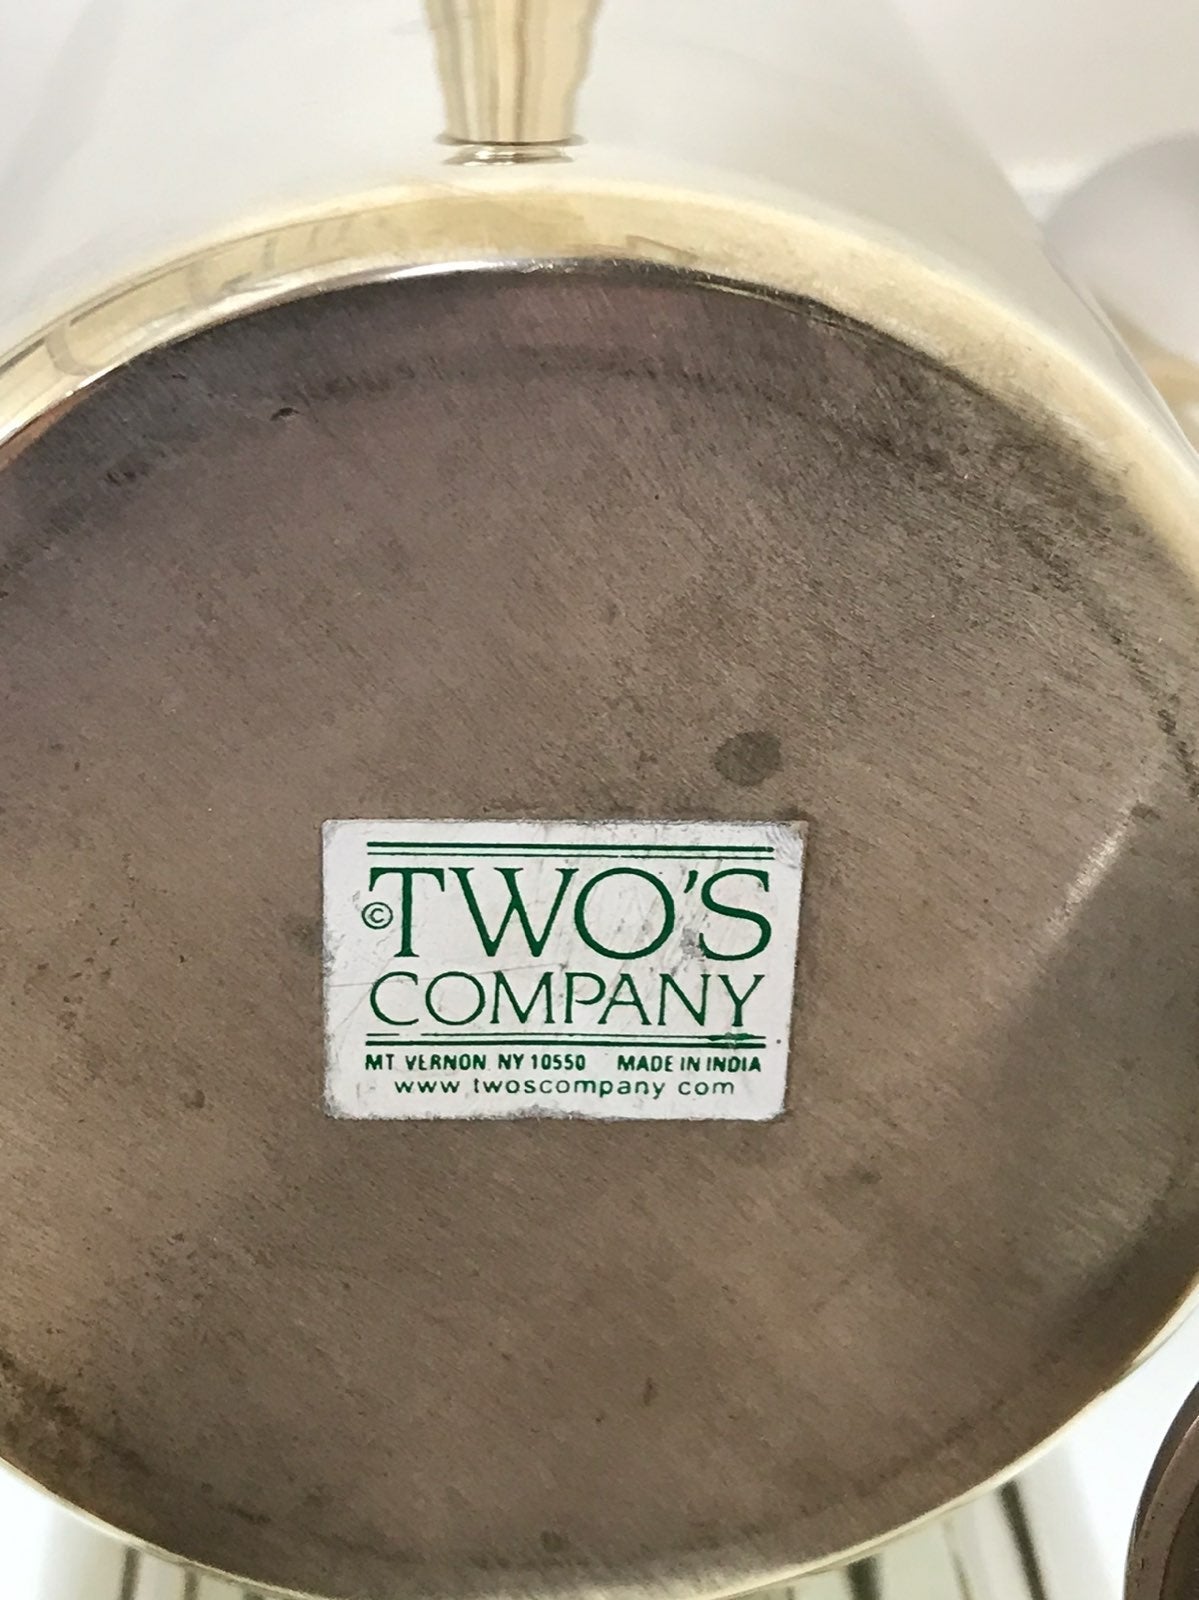 ©TWO'S
COMPANY
MT VERNON NY 10550 MADE IN INDIA
www twoscompany com